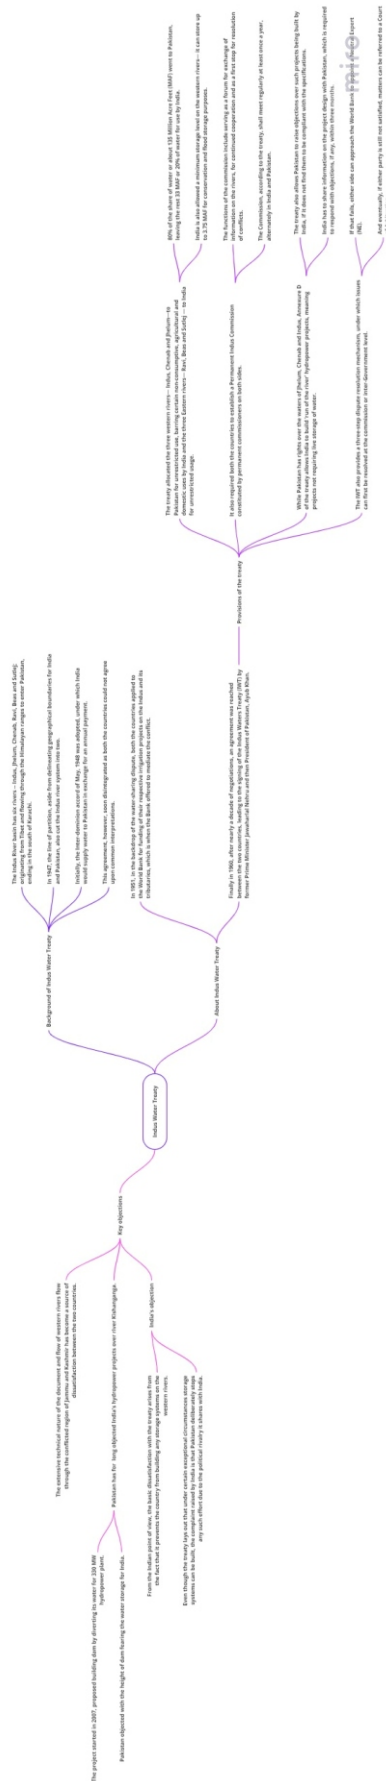 Indus Water Treaty
Background of Indus Water Treaty
The Indus River basin has six rivers – Indus, Jhelum, Chenab, Ravi, Beas and Sutlej;
originating from Tibet and flowing through the Himalayan ranges to enter Pakistan,
ending in the south of Karachi.
In 1947, the line of partition, aside from delineating geographical boundaries for India
and Pakistan, also cut the Indus river system into two.
Initially, the Inter-dominion accord of May, 1948 was adopted, under which India
would supply water to Pakistan in exchange for an annual payment.
This agreement, however, soon disintegrated as both the countries could not agree
upon common interpretations.
About Indus Water Treaty
In 1951, in the backdrop of the water-sharing dispute, both the countries applied to
the World Bank for funding of their respective irrigation projects on the Indus and its
tributaries, which is when the Bank offered to mediate the conflict.
Finally in 1960, after nearly a decade of negotiations, an agreement was reached
between the two countries, leading to the signing of the Indus Waters Treaty (IWT) by
former Prime Minister Jawaharlal Nehru and then President of Pakistan, Ayub Khan.
Provisions of the treaty
The treaty allocated the three western rivers— Indus, Chenab and Jhelum—to
Pakistan for unrestricted use, barring certain non-consumptive, agricultural and
domestic uses by India and the three Eastern rivers— Ravi, Beas and Sutlej — to India
for unrestricted usage.
80% of the share of water or about 135 Million Acre Feet (MAF) went to Pakistan,
leaving the rest 33 MAF or 20% of water for use by India.
India is also allowed a minimum storage level on the western rivers – it can store up
to 3.75 MAF for conservation and flood storage purposes.
It also required both the countries to establish a Permanent Indus Commission
constituted by permanent commissioners on both sides.
The functions of the commission include serving as a forum for exchange of
information on the rivers, for continued cooperation and as a first stop for resolution
of conflicts.
The Commission, according to the treaty, shall meet regularly at least once a year,
alternately in India and Pakistan.
While Pakistan has rights over the waters of Jhelum, Chenab and Indus, Annexure D
of the treaty allows India to build 'run of the river' hydropower projects, meaning
projects not requiring live storage of water.
The treaty also allows Pakistan to raise objections over such projects being built by
India, if it does not find them to be compliant with the specifications.
India has to share information on the project design with Pakistan, which is required
to respond with objections, if any, within three months.
The IWT also provides a three-step dispute resolution mechanism, under which issues
can first be resolved at the commission or inter-Government level.
If that fails, either side can approach the World Bank to Expert
(NE).
And eventually, if either party is still not satisfied, matters can be referred to a Court
Key objections
The extensive technical nature of the document and flow of western rivers flow
through the conflicted region of Jammu and Kashmir has become a source of
dissatisfaction between the two countries.
Pakistan has for long objected India's hydropower projects over river Kishanganga.
The project started in 2007, proposed building dam by diverting its water for 330 MW
hydropower plant.
Pakistan objected with the height of dam fearing the water storage for India.
India's objection
From the Indian point of view, the basic dissatisfaction with the treaty arises from
the fact that it prevents the country from building any storage systems on the
western rivers.
Even though the treaty lays out that under certain exceptional circumstances storage
systems can be built, the complaint raised by India is that Pakistan deliberately stops
any such effort due to the political rivalry it shares with India.
miro